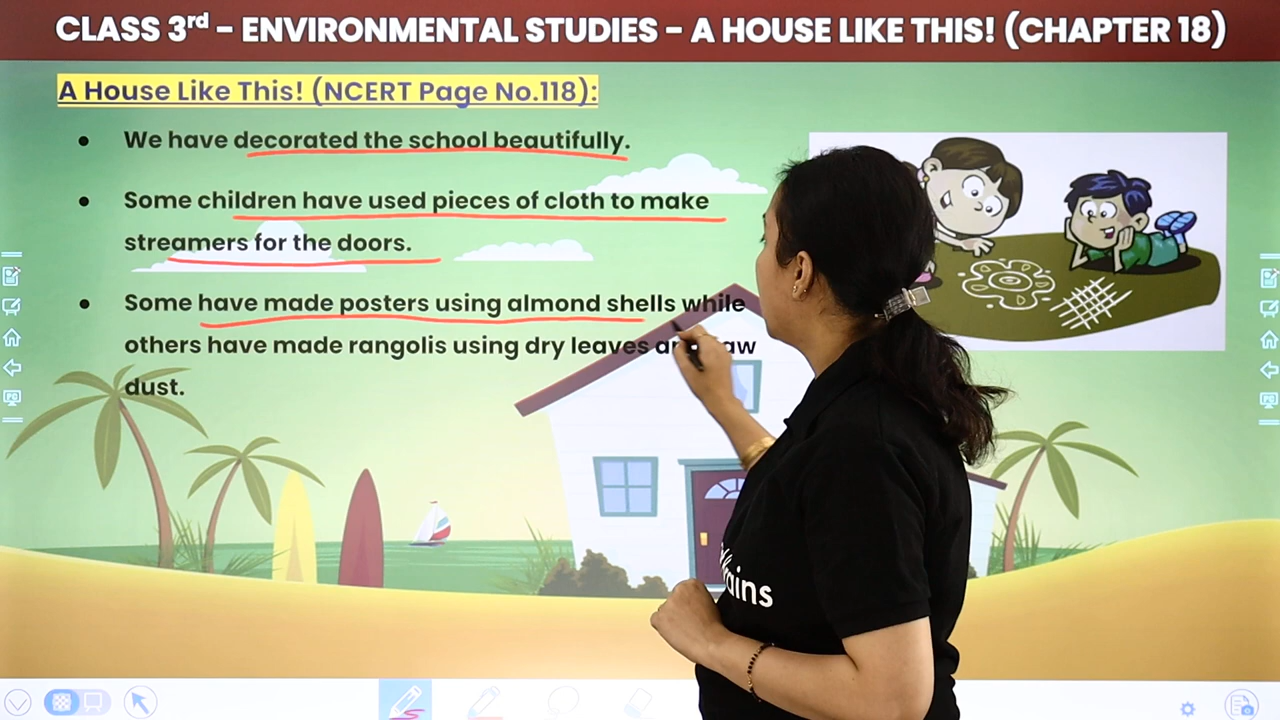 CLASS 3rd – ENVIRONMENTAL STUDIES – A HOUSE LIKE THIS! (CHAPTER 18)
A House Like This! (NCERT Page No.118):
• We have decorated the school beautifully.
• Some children have used pieces of cloth to make
streamers for the doors.
• Some have made posters using almond shells while
others have made rangolis using dry leaves
dust.